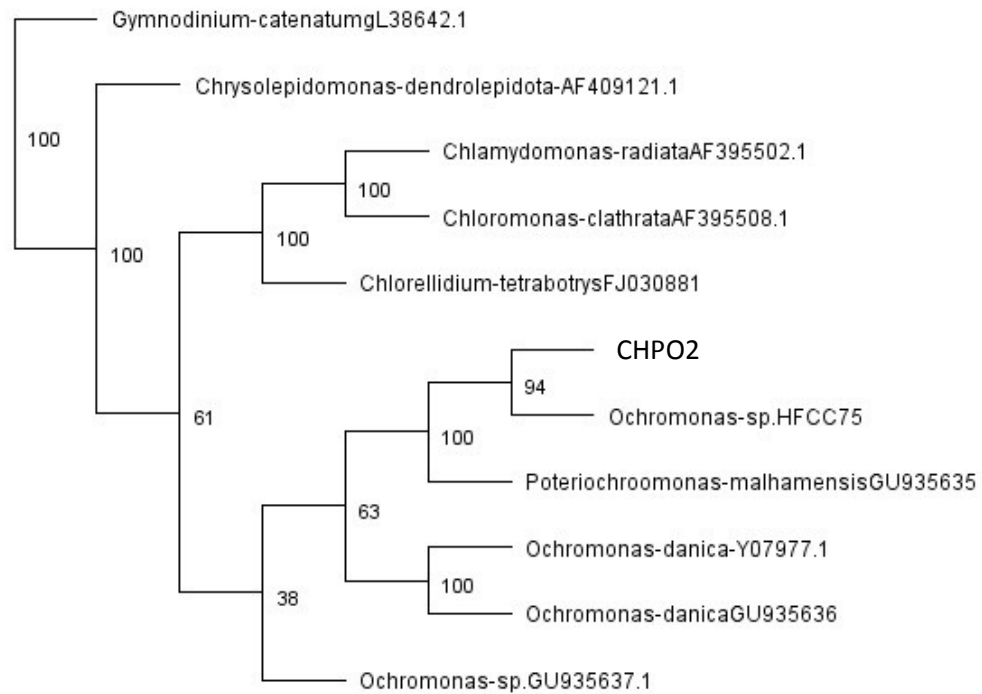 Gymnodinium-catenatumgL38642.1
Chrysolepidomonas-dendrolepidota-AF409121.1
100
Chlamydomonas-radiataAF395502.1
100
Chloromonas-clathrataAF395508.1
100
100
Chlorellidium-tetrabotrysFJ030881
CHPO2
94
61
Ochromonas-sp.HFCC75
100
Poteriochroomonas-malhamensisGU935635
63
Ochromonas-danica-Y07977.1
100
38
Ochromonas-danicaGU935636
Ochromonas-sp.GU935637.1